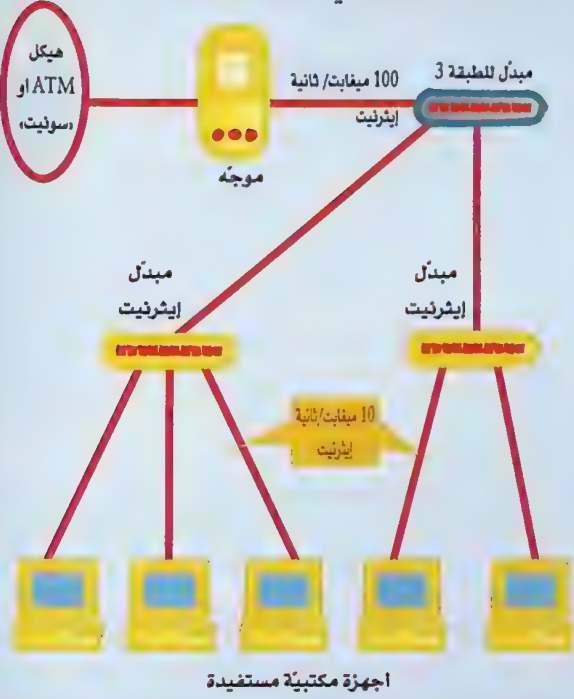 هيكل
ATM او
«سونيت»
100 ميغابت/ ثانية
إيثرنيت
مبدّل للطبقة 3
موجّه
مبدّل
إيثرنيت
مبدّل
إيثرنيت
10 ميغابت/ثانية
إيثرنيت
اجهزة مكتبيّة مستفيدة